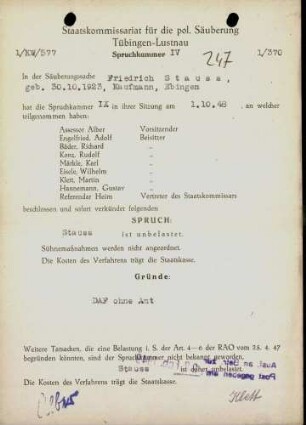 Staatskommissariat für die pol. Säuberung
Tübingen-Lustnau
1/KW/577 Spruchkammer IV 1/370
247
In der Säuberungssache Friedrich Stauss,
geb. 30.10.1923, Kaufmann, Ebingen
hat die Spruchkammer IX in ihrer Sitzung am 1.10.48 , an welcher
teilgenommen haben:
Assessor Alber Vorsitzender
Engelfried, Adolf Beisitzer
Bäder, Richard "
Kenz, Rudolf "
Märkle, Karl "
Eisele, Wilhelm "
Klett, Martin "
Hannemann, Gustav "
Referendar Heim Vertreter des Staatskommissars
beschlossen und sofort verkündet folgenden
SPRUCH:
Stauss ist unbelastet.
Sühnemaßnahmen werden nicht angeordnet.
Die Kosten des Verfahrens trägt die Staatskasse.
Gründe:
DAF ohne Amt
Weitere Tatsachen, die eine Belastung i. S. der Art. 4—6 der RAO vom 25. 4. 47
begründen könnten, sind der Spruchkammer nicht bekannt geworden.
Stauss ist daher unbelastet.
Die Kosten des Verfahrens trägt die Staatskasse.
Alber
Klett